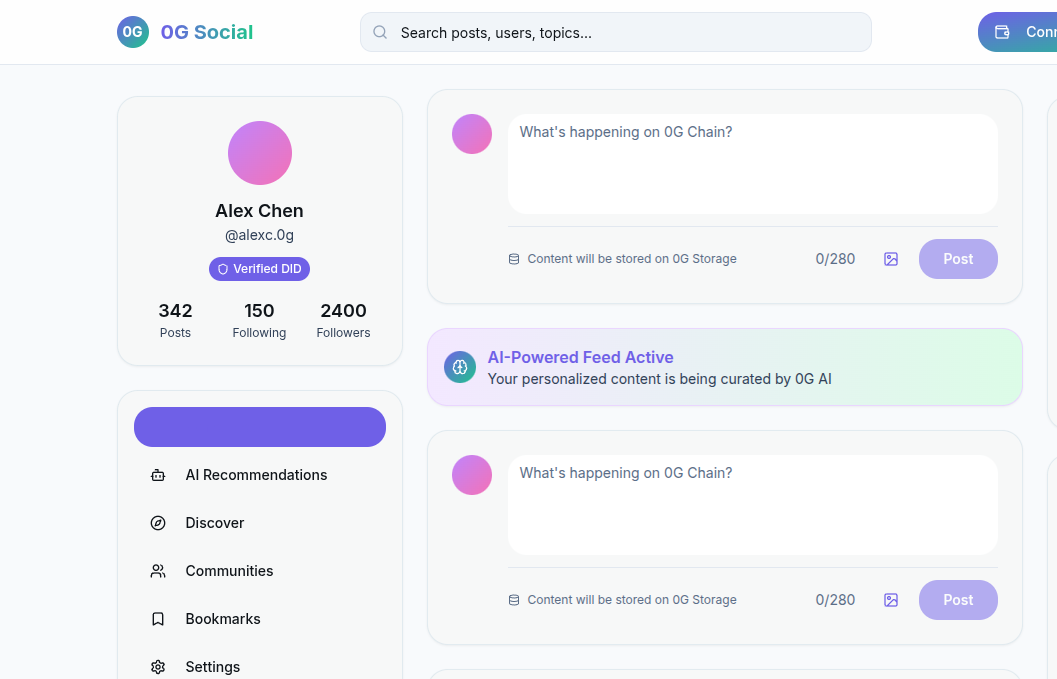 0G
0G Social
Search posts, users, topics...
Alex Chen
@alexc.0g
Verified DID
342
150
2400
Posts
Following
Followers
AI Recommendations
Discover
Communities
Bookmarks
Settings
What's happening on 0G Chain?
Content will be stored on 0G Storage
0/280
Post
AI-Powered Feed Active
Your personalized content is being curated by 0G AI
What's happening on 0G Chain?
Content will be stored on 0G Storage
0/280
Post